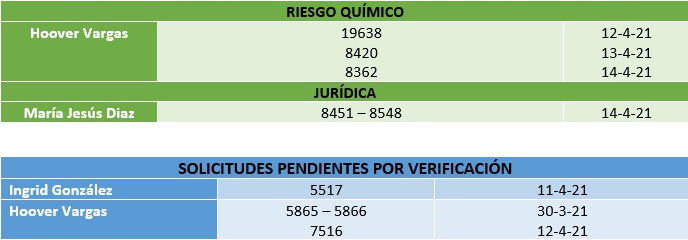 RIESGO QUÍMICO
Hoover Vargas 19638 12-4-21
8420 13-4-21
8362 14-4-21
JURÍDICA
María Jesús Diaz 8451 – 8548 14-4-21
SOLICITUDES PENDIENTES POR VERIFICACIÓN
Ingrid González 5517 11-4-21
Hoover Vargas 5865 – 5866 30-3-21
7516 12-4-21